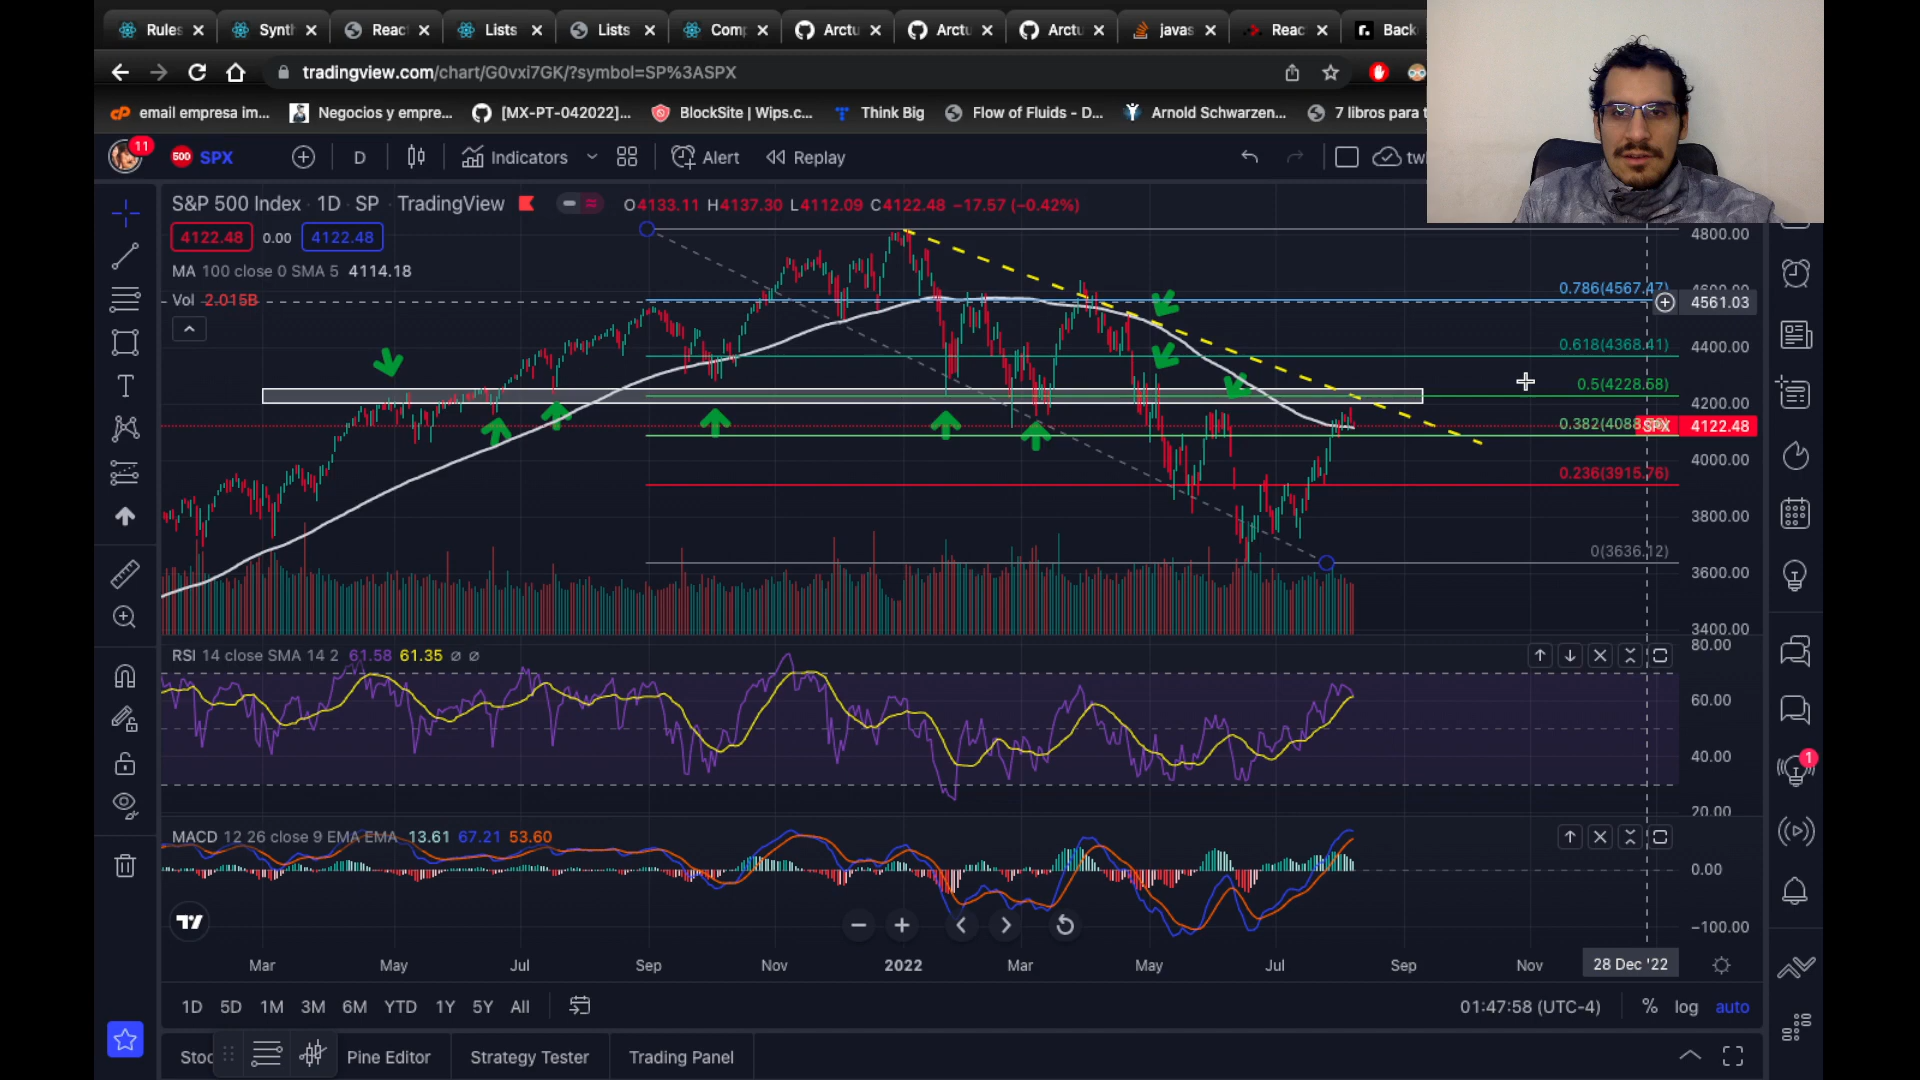 Rules
Synth
React
Lists
Lists
Comp
Arctu
Arctu
Arctu
javas
Reac
Back
tradingview.com/chart/G0vxi7GK/?symbol=SP%3ASPX
email empresa im...
Negocios y empre...
[MX-PT-042022]...
BlockSite | Wips.c...
Think Big
Flow of Fluids - D...
Arnold Schwarzen...
7 libros para t
11
500 SPX
D
Indicators
Alert
Replay
S&P 500 Index · 1D · SP · TradingView
O4133.11 H4137.30 L4112.09 C4122.48 −17.57 (−0.42%)
4122.48 0.00 4122.48
MA 100 close 0 SMA 5 4114.18
Vol 2.015B
4800.00
0.786(4567.47)
4561.03
0.618(4368.41)
4400.00
0.5(4228.58)
4200.00
SPX 4122.48
4000.00
0.236(3915.76)
3800.00
0(3636.12)
3600.00
3400.00
RSI 14 close SMA 14 2 61.58 61.35 ∅ ∅
80.00
60.00
40.00
20.00
MACD 12 26 close 9 EMA EMA 13.61 67.21 53.60
0.00
−100.00
1
Mar
May
Jul
Sep
Nov
2022
Mar
May
Jul
Sep
Nov
28 Dec '22
1D 5D 1M 3M 6M YTD 1Y 5Y All
01:47:58 (UTC-4)
% log auto
Pine Editor
Strategy Tester
Trading Panel